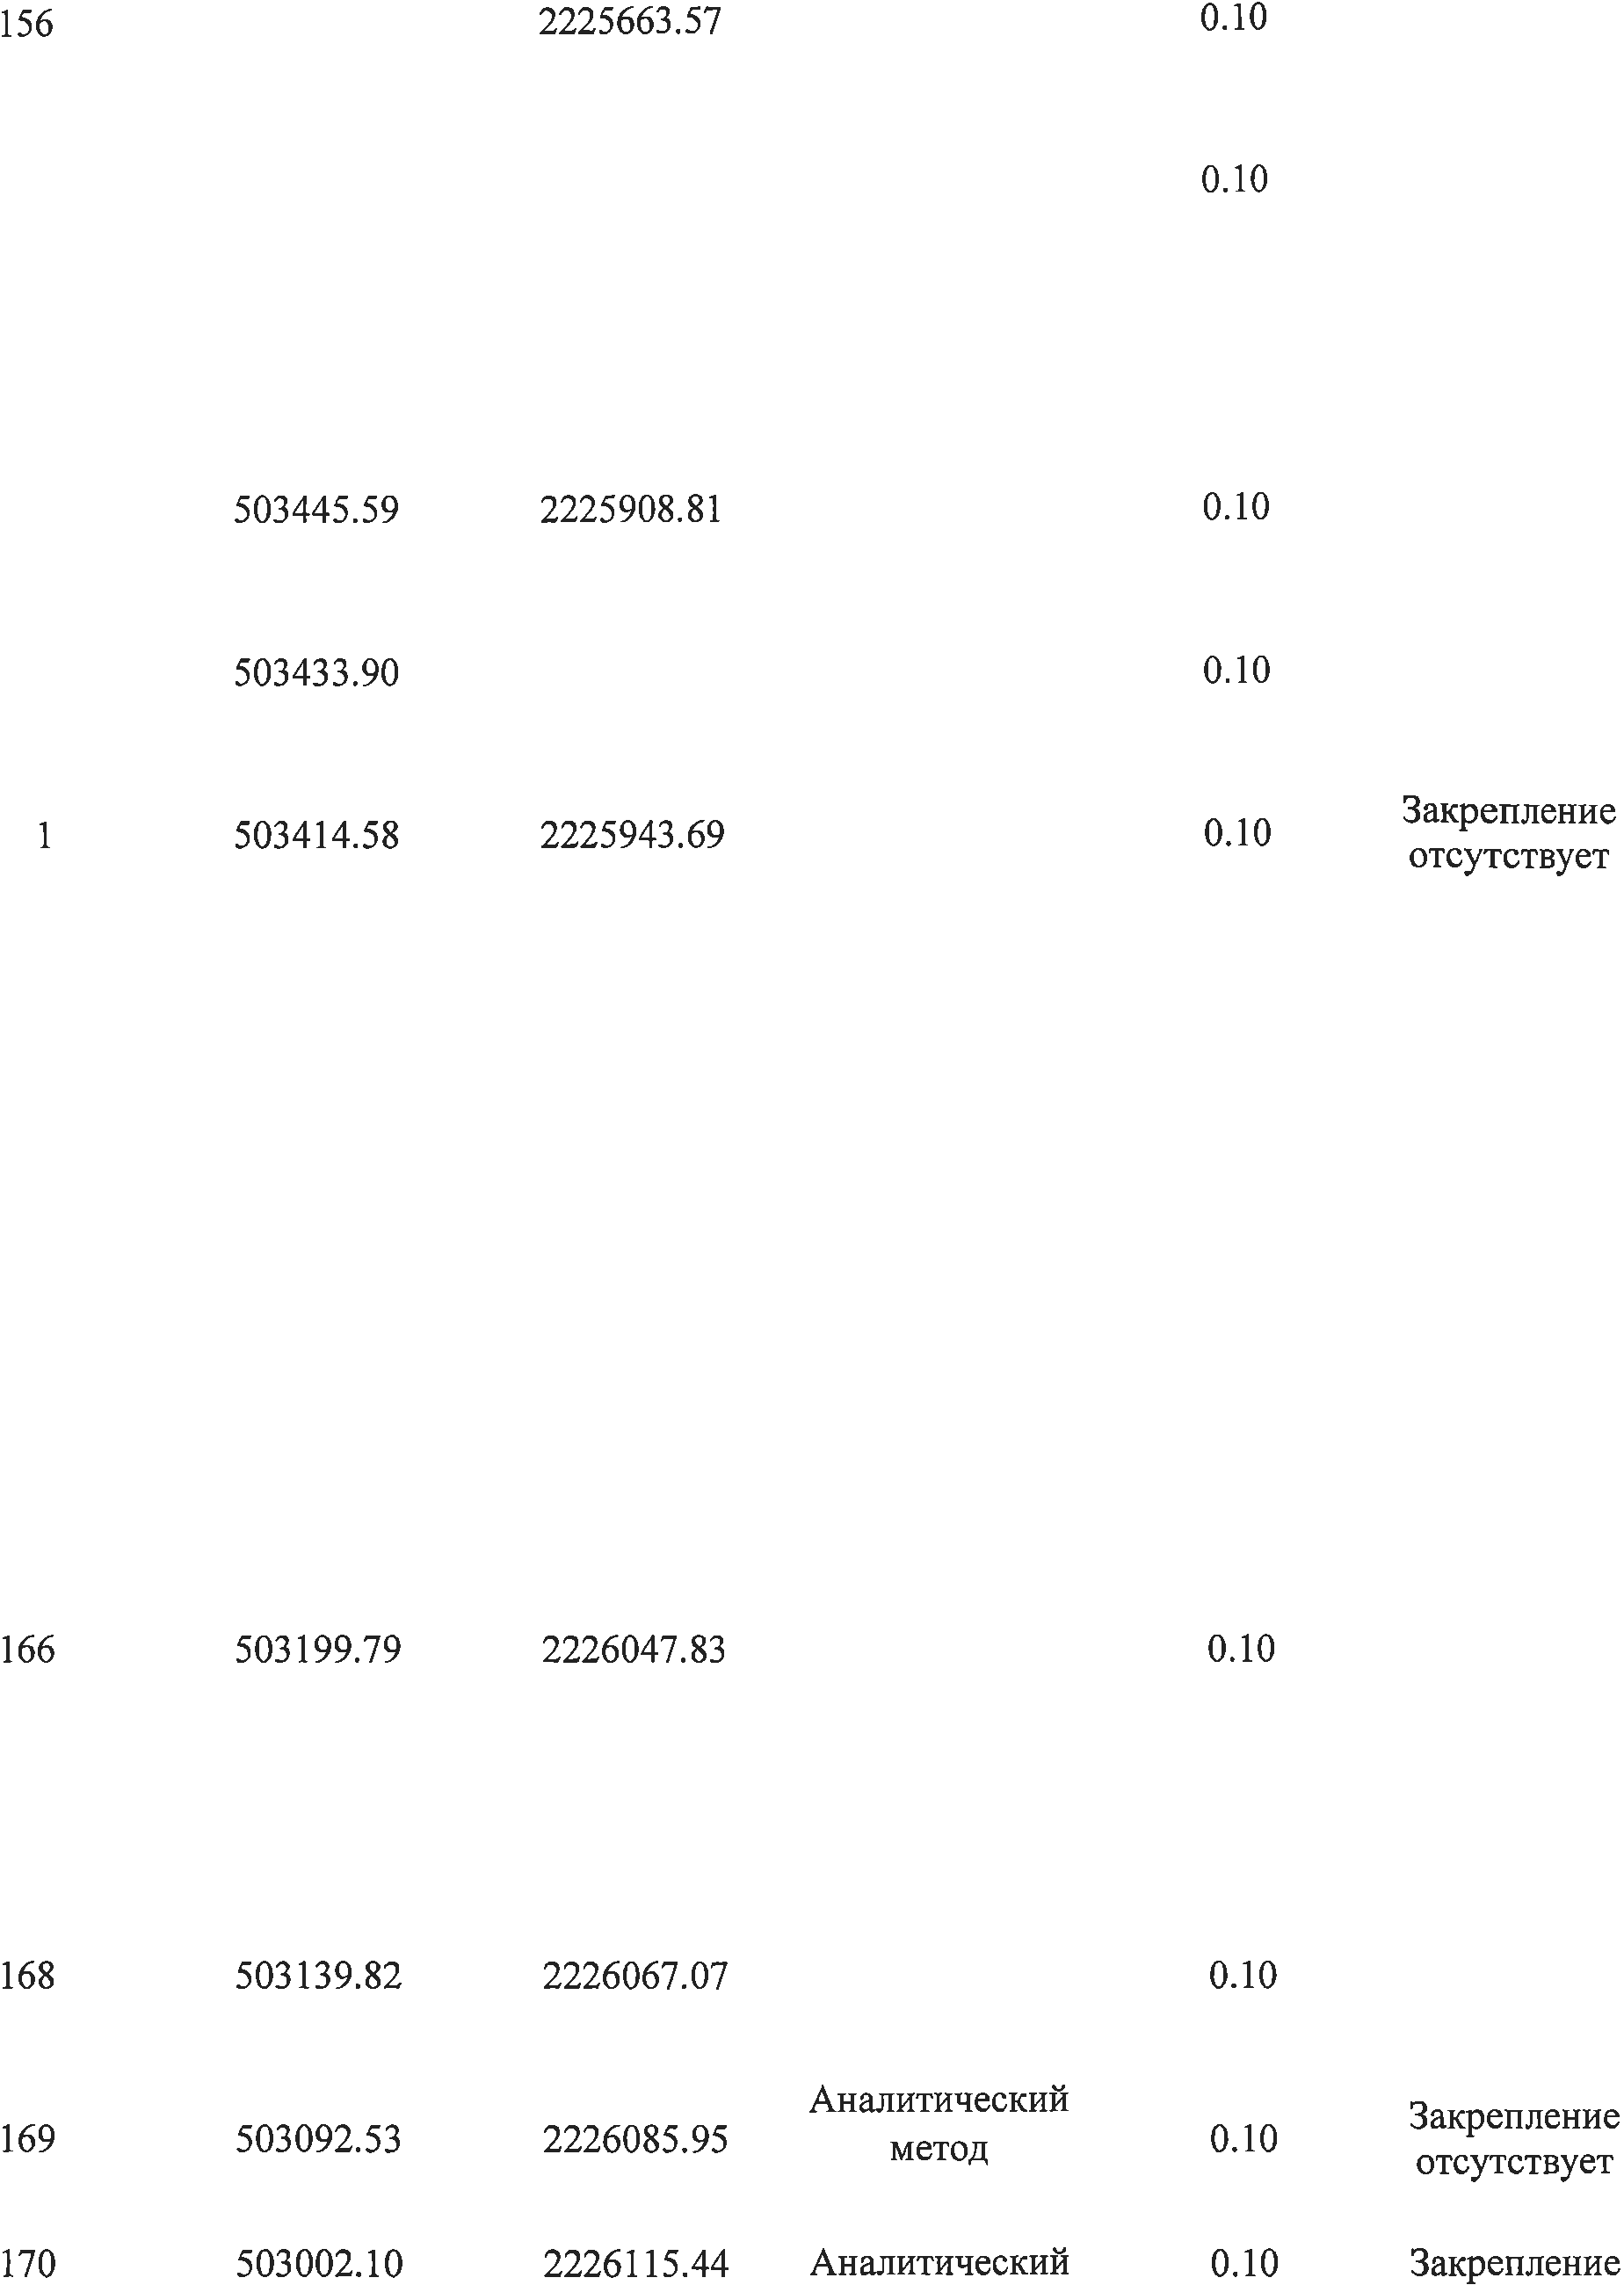 156 2225663.57 0.10
0.10
503445.59 2225908.81 0.10
503433.90 0.10
1 503414.58 2225943.69 0.10 Закрепление
отсутствует
166 503199.79 2226047.83 0.10
168 503139.82 2226067.07 0.10
169 503092.53 2226085.95 Аналитический
метод 0.10 Закрепление
отсутствует
170 503002.10 2226115.44 Аналитический 0.10 Закрепление